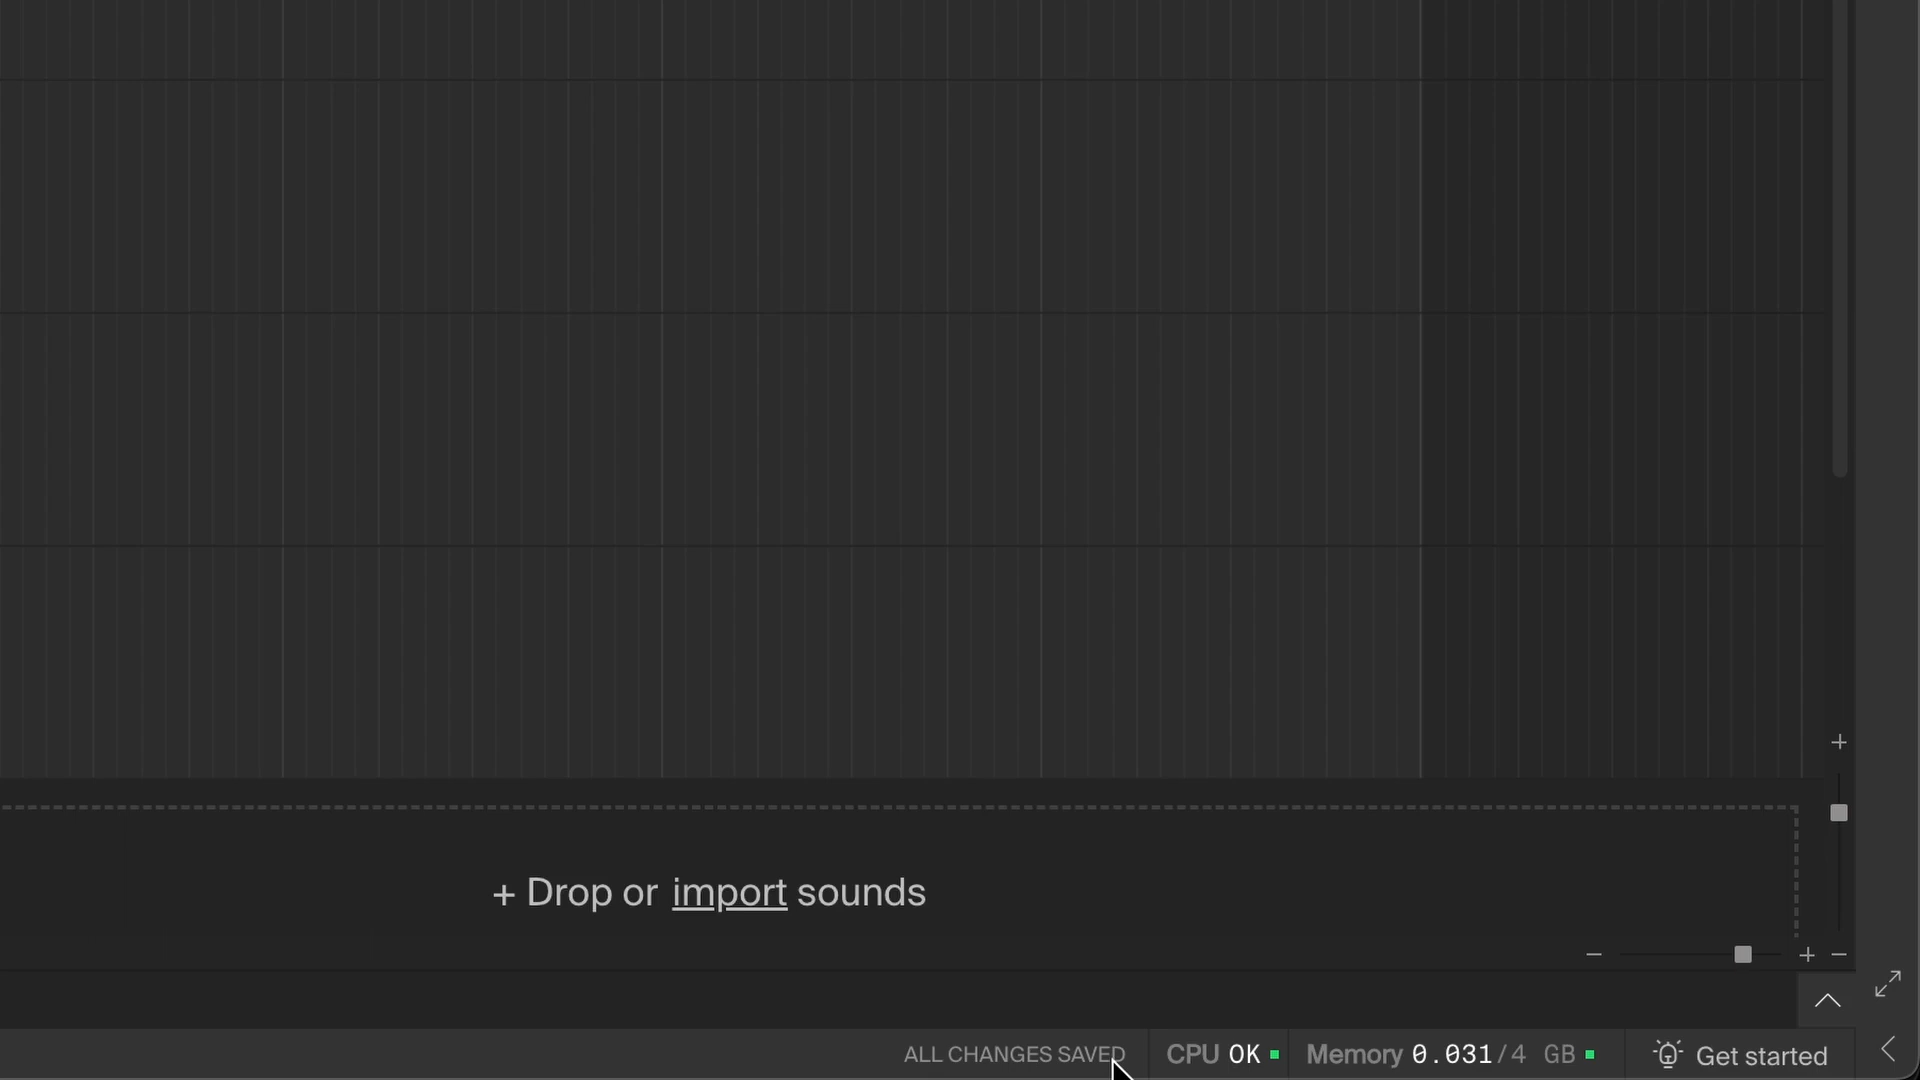 + Drop or import sounds
ALL CHANGES SAVED CPU OK Memory 0.031/4 GB Get started